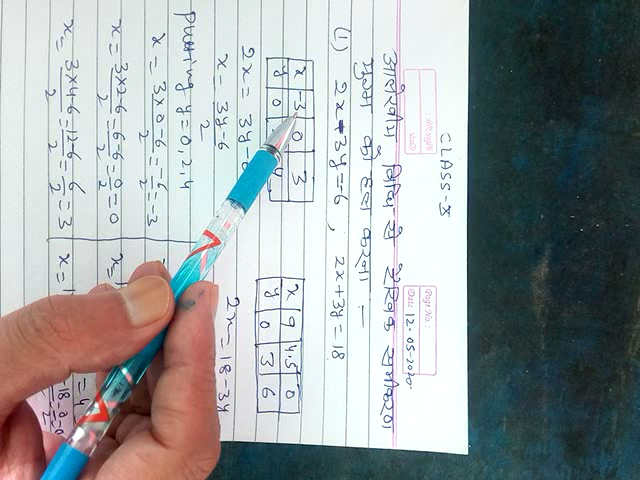 CLASS-X
Page No.:
Date: 12-05-2020
आलेखीय विधि से रैखिक समीकरण
युग्म को हल करना —
(1) 2x-3y=-6 ; 2x+3y=18
x -3 0 3
y 0
x 9 4.5 0
y 0 3 6
2x = 3y-6
x = 3y-6/2
2x = 18-3y
Putting y=0,2,4
x = 3×0-6/2 = -6/2 = -3
x = 3×2-6/2 = 6-6/2 = 0/2 = 0
x = 3×4-6/2 = 12-6/2 = 6/2 = 3